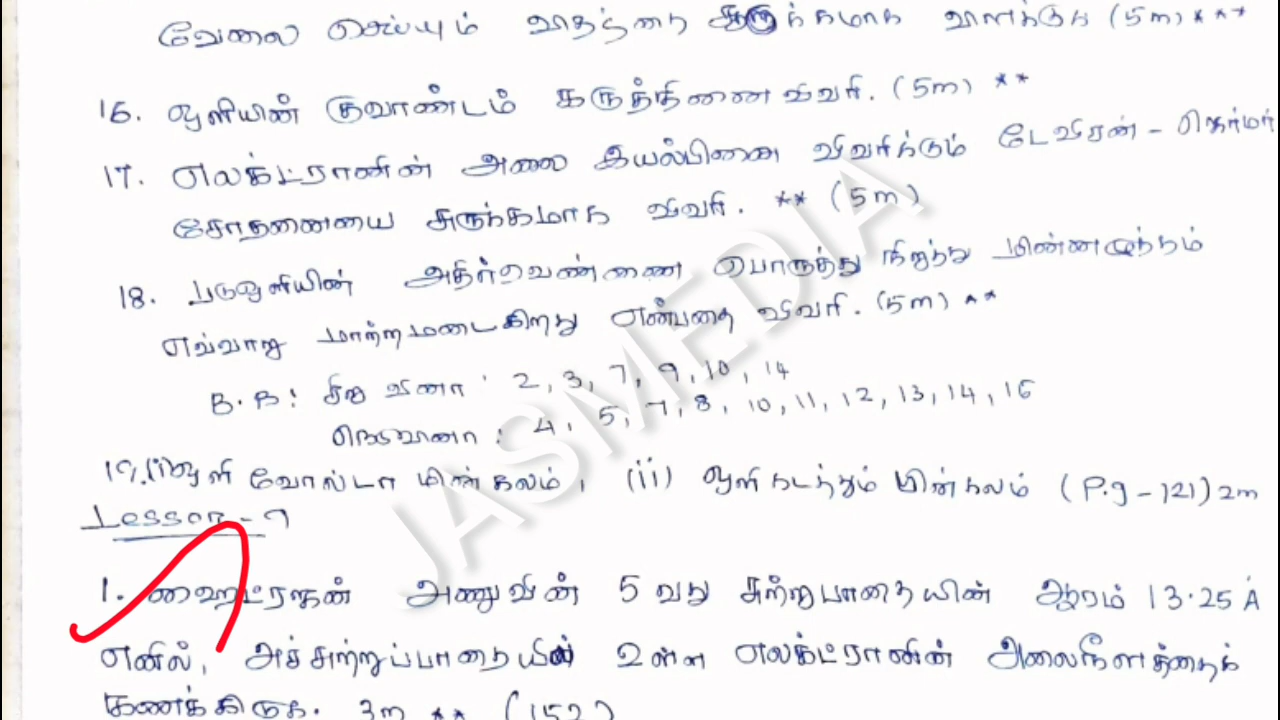 வேலை செய்யும் விதத்தை சுருக்கமாக விளக்குக (5m)***
16. ஒளியின் குவாண்டம் கருத்தினை விவரி. (5m) **
17. எலக்ட்ரானின் அலை இயல்பினை விவரிக்கும் டேவிசன் - ஜெர்மர்
சோதனையை சுருக்கமாக விவரி. ** (5m)
18. படுஒளியின் அதிர்வெண்ணை பொருத்து நிறுத்து மின்னழுத்தம்
எவ்வாறு மாற்றமடைகிறது என்பதை விவரி. (5m) **
B.B: சிறு வினா : 2, 3, 7, 9, 10, 14
நெடுவினா : 4, 5, 7, 8, 10, 11, 12, 13, 14, 16
19. (i) ஒளி வோல்டா மின்கலம், (ii) ஒளி கடத்தும் மின்கலம் (P.g - 121) 2m
Lesson - 9
1. ஹைட்ரஜன் அணுவின் 5 வது சுற்றுபாதையின் ஆரம் 13.25 Å
எனில், அச்சுற்றுப்பாதையில் உள்ள எலக்ட்ரானின் அலைநீளத்தைக்
கணக்கிடுக. 3m ** (152)
JASMEDIA